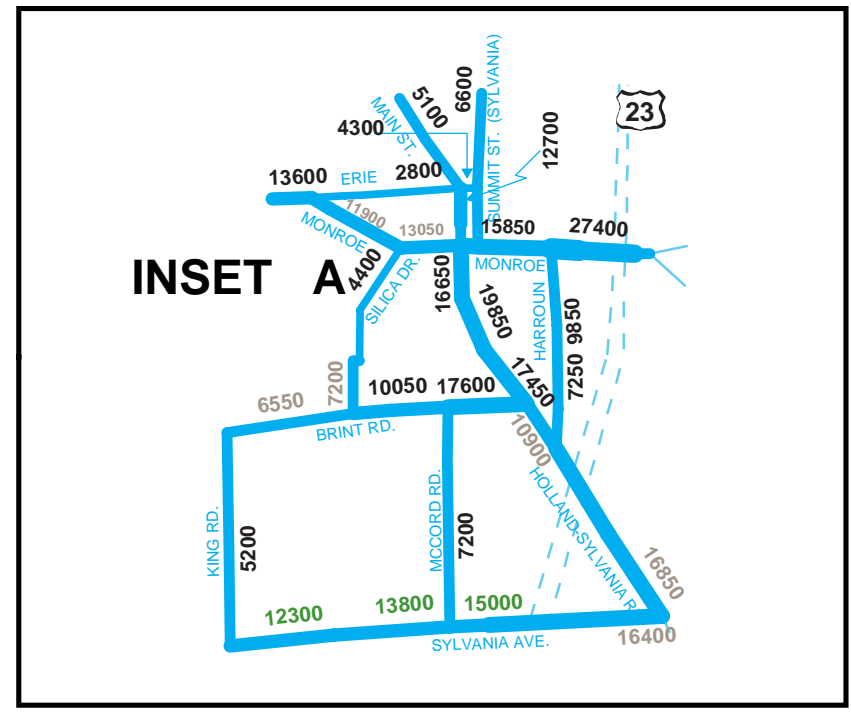 6600
5100
MAIN ST.
4300
SUMMIT ST. (SYLVANIA)
12700
23
13600
ERIE
2800
11900
MONROE
13050
15850
27400
MONROE
INSET A
4400
SILICA DR.
16650
19850
HARROUN
9850
7250
17450
7200
10050
17600
6550
BRINT RD.
10900
HOLLAND-SYLVANIA R
KING RD.
5200
MCCORD RD.
7200
16850
12300
13800
15000
SYLVANIA AVE.
16400